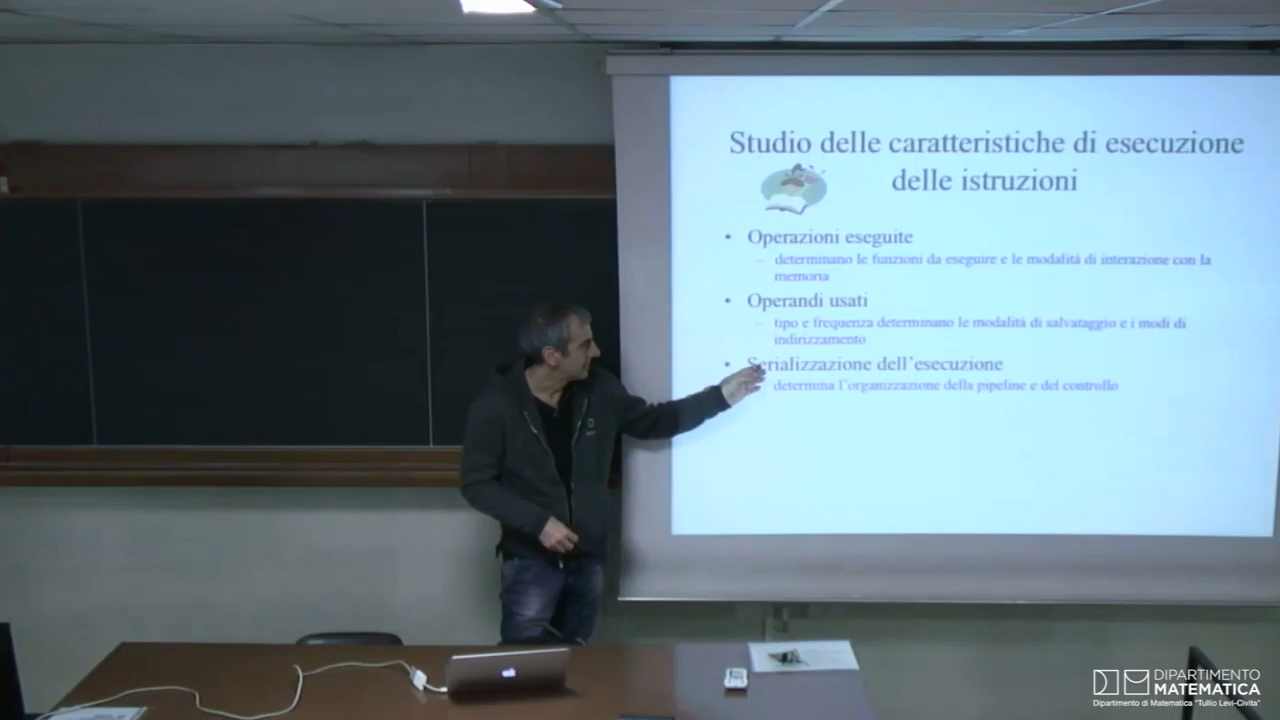 Studio delle caratteristiche di esecuzione
delle istruzioni
• Operazioni eseguite
– determinano le funzioni da eseguire e le modalità di interazione con la
memoria
• Operandi usati
– tipo e frequenza determinano le modalità di salvataggio e i modi di
indirizzamento
• Serializzazione dell'esecuzione
determina l'organizzazione della pipeline e del controllo
DIPARTIMENTO
MATEMATICA
Dipartimento di Matematica "Tullio Levi-Civita"